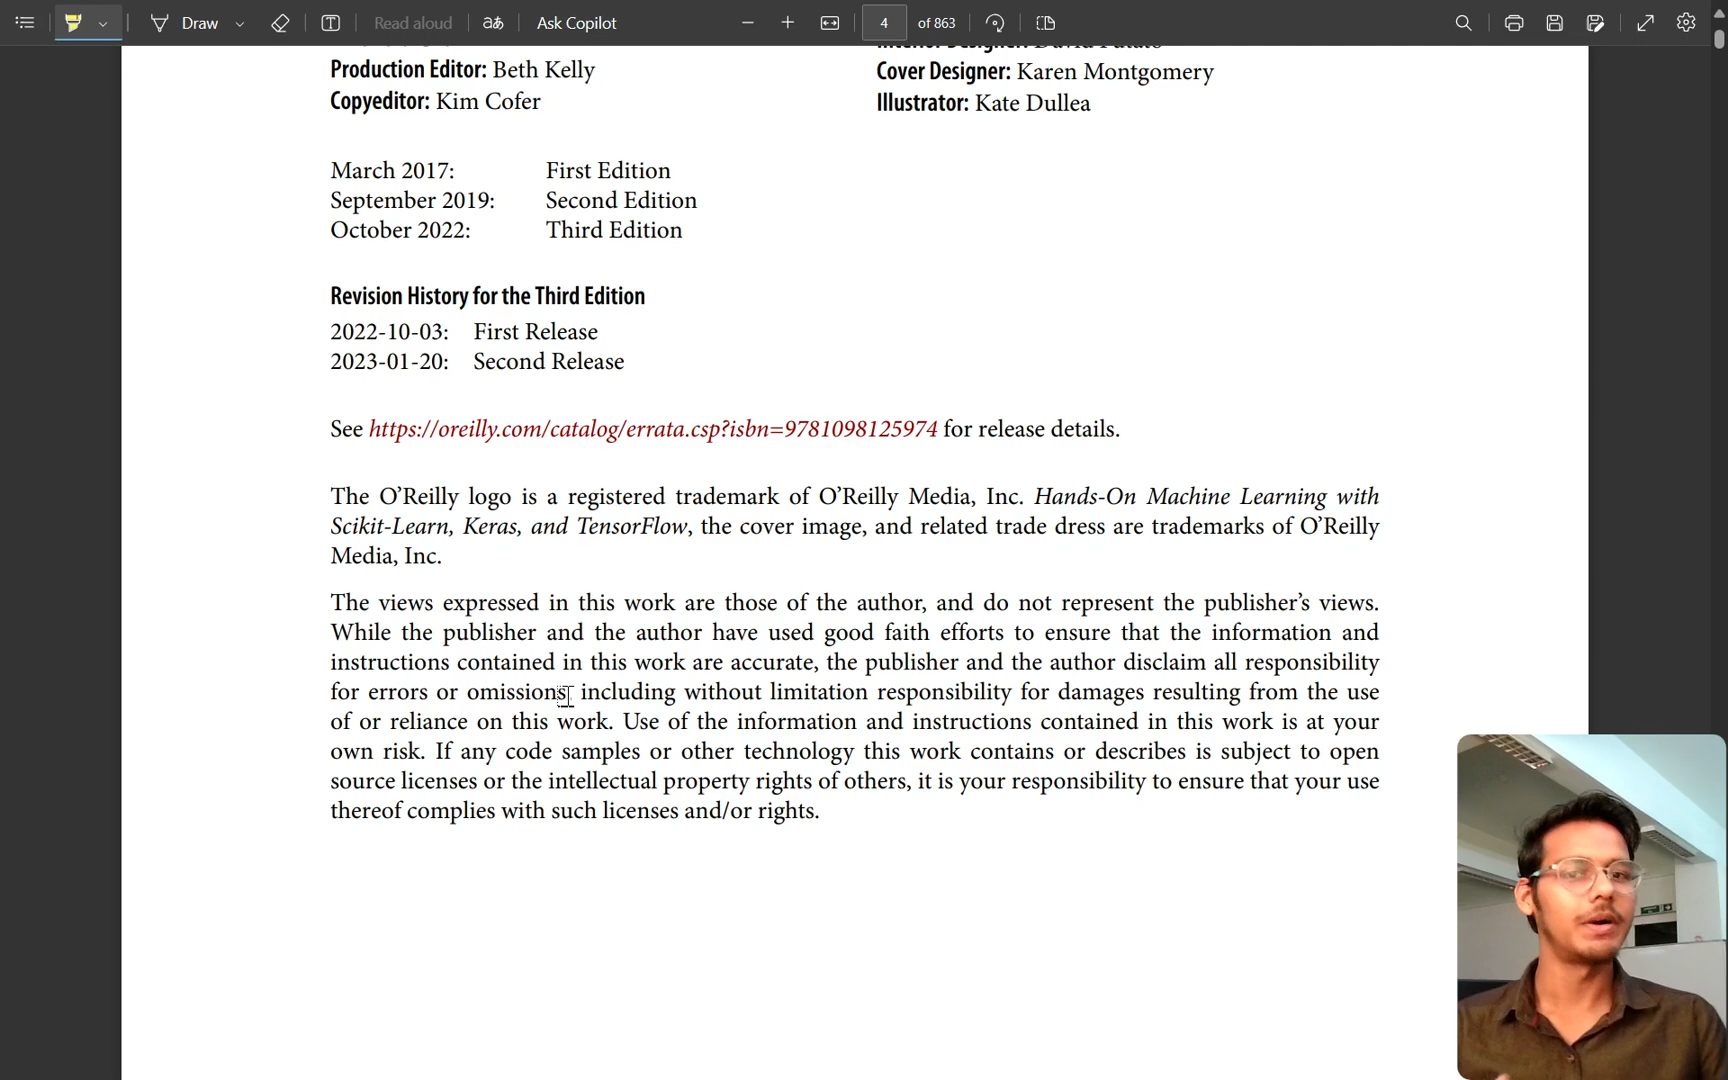 Draw
Read aloud
aあ
Ask Copilot
4
of 863
Production Editor: Beth Kelly
Copyeditor: Kim Cofer
Cover Designer: Karen Montgomery
Illustrator: Kate Dullea
March 2017: First Edition
September 2019: Second Edition
October 2022: Third Edition
Revision History for the Third Edition
2022-10-03: First Release
2023-01-20: Second Release
See https://oreilly.com/catalog/errata.csp?isbn=9781098125974 for release details.
The O’Reilly logo is a registered trademark of O’Reilly Media, Inc. Hands-On Machine Learning with
Scikit-Learn, Keras, and TensorFlow, the cover image, and related trade dress are trademarks of O’Reilly
Media, Inc.
The views expressed in this work are those of the author, and do not represent the publisher’s views.
While the publisher and the author have used good faith efforts to ensure that the information and
instructions contained in this work are accurate, the publisher and the author disclaim all responsibility
for errors or omissions, including without limitation responsibility for damages resulting from the use
of or reliance on this work. Use of the information and instructions contained in this work is at your
own risk. If any code samples or other technology this work contains or describes is subject to open
source licenses or the intellectual property rights of others, it is your responsibility to ensure that your use
thereof complies with such licenses and/or rights.